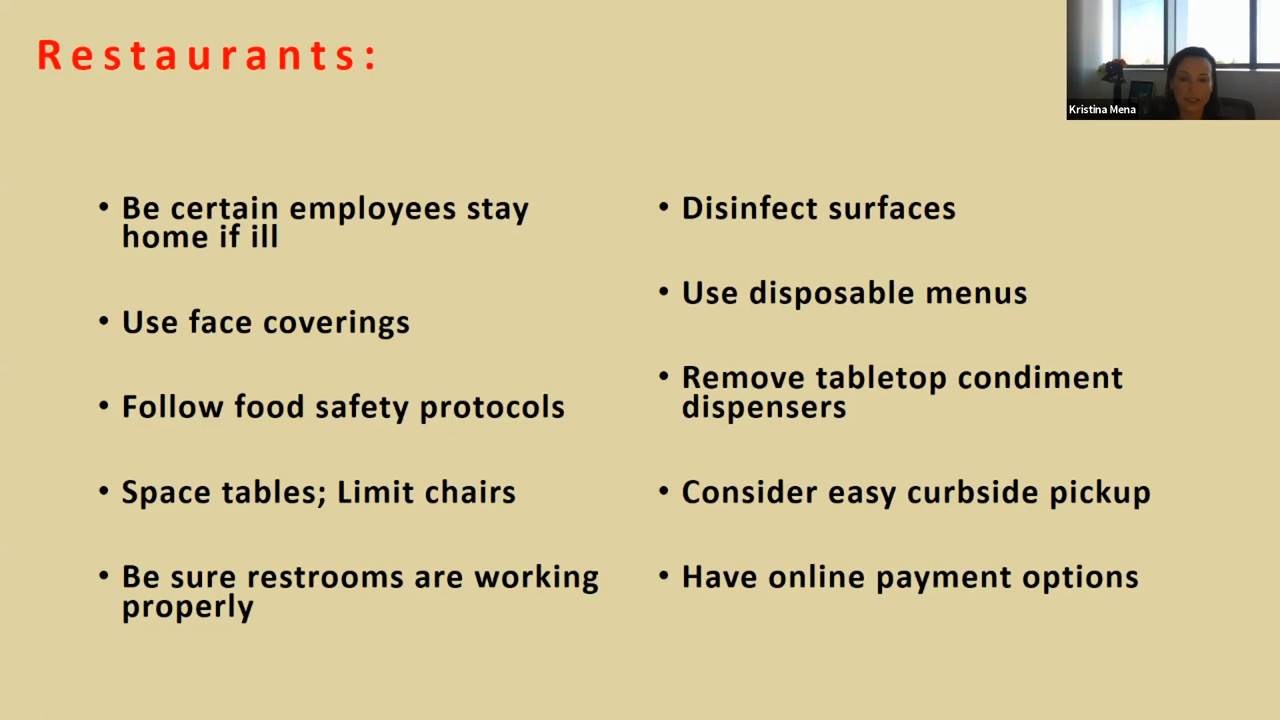 Restaurants:
Kristina Mena
• Be certain employees stay
home if ill
• Use face coverings
• Follow food safety protocols
• Space tables; Limit chairs
• Be sure restrooms are working
properly
• Disinfect surfaces
• Use disposable menus
• Remove tabletop condiment
dispensers
• Consider easy curbside pickup
• Have online payment options